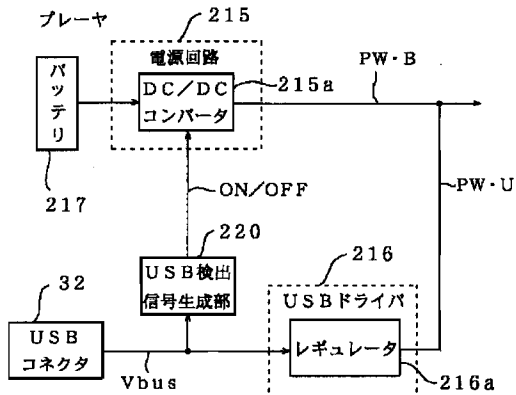 プレーヤ
215
電源回路
バッテリ
DC/DC
コンバータ
215a
PW・B
217
ON/OFF
PW・U
220
USB検出
信号生成部
216
USBドライバ
32
USB
コネクタ
Vbus
レギュレータ
216a